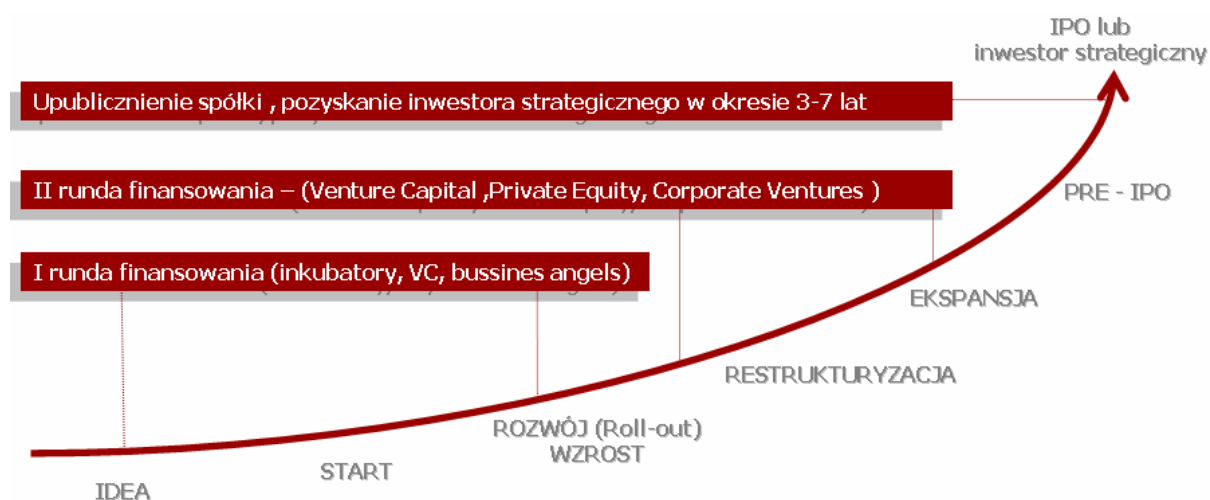 IPO lub
inwestor strategiczny
Upublicznienie spółki , pozyskanie inwestora strategicznego w okresie 3-7 lat
II runda finansowania – (Venture Capital ,Private Equity, Corporate Ventures )
PRE - IPO
I runda finansowania (inkubatory, VC, bussines angels)
EKSPANSJA
RESTRUKTURYZACJA
ROZWÓJ (Roll-out)
WZROST
START
IDEA